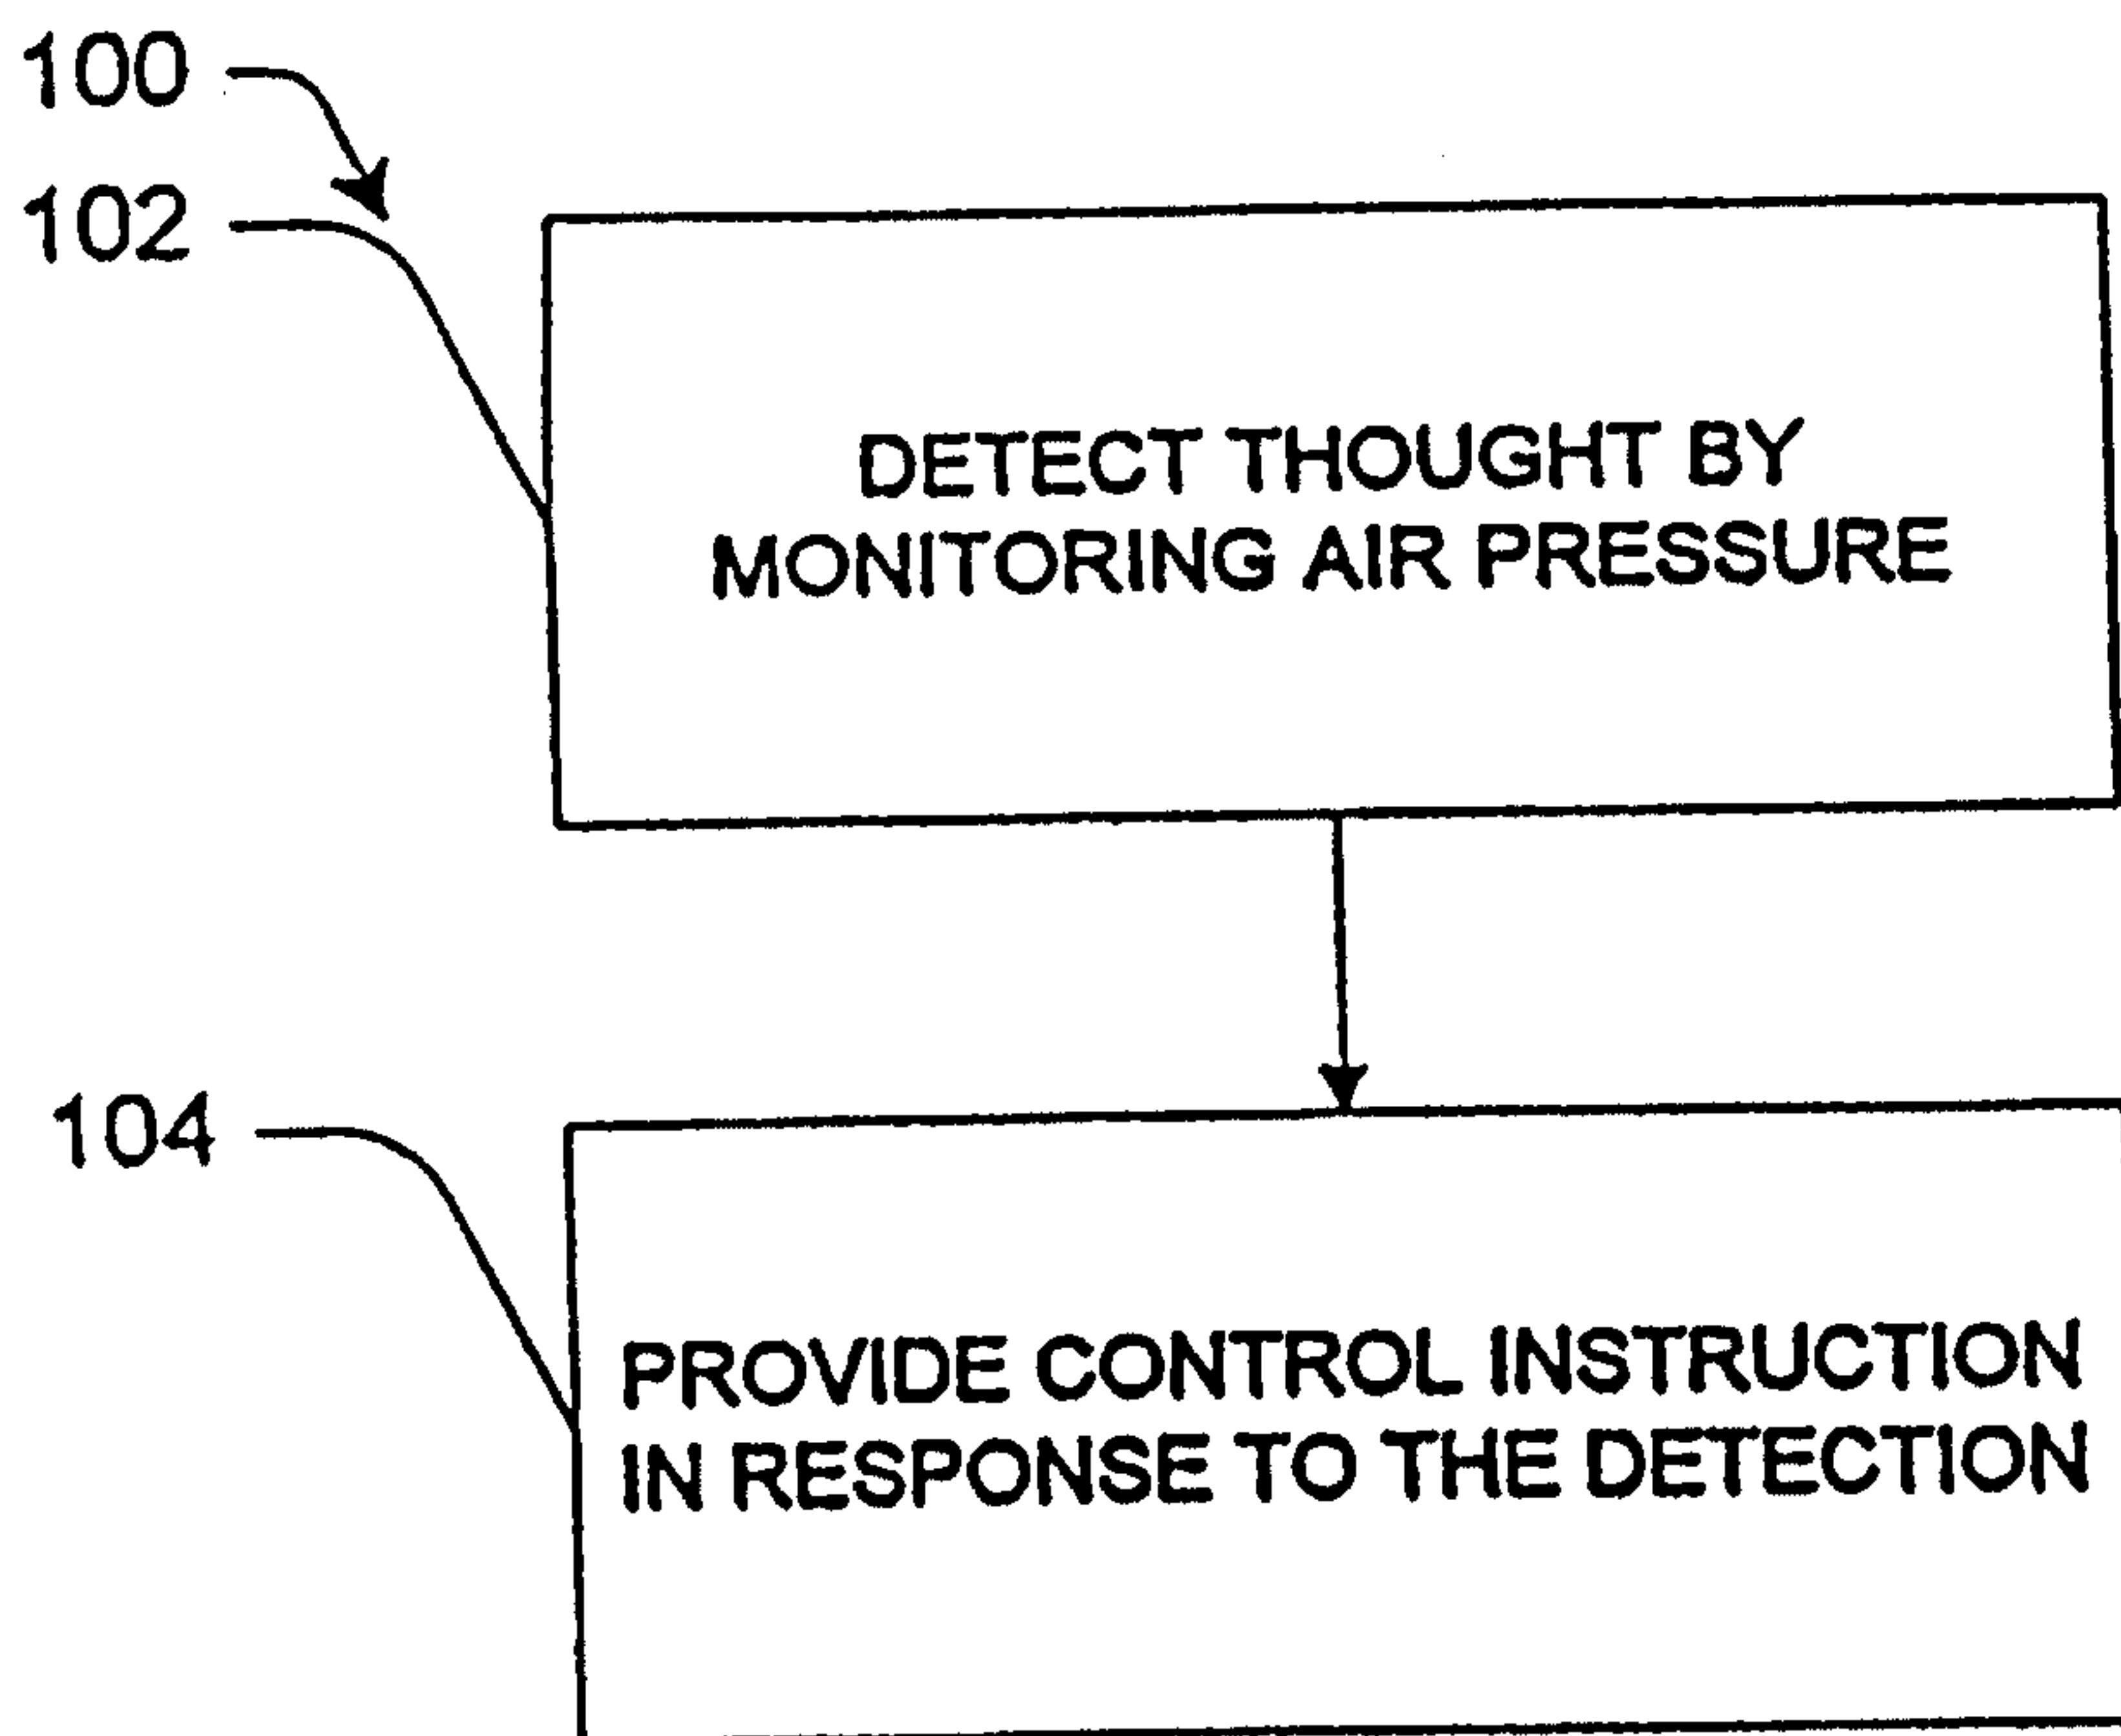 100
102
DETECT THOUGHT BY
MONITORING AIR PRESSURE
104
PROVIDE CONTROL INSTRUCTION
IN RESPONSE TO THE DETECTION